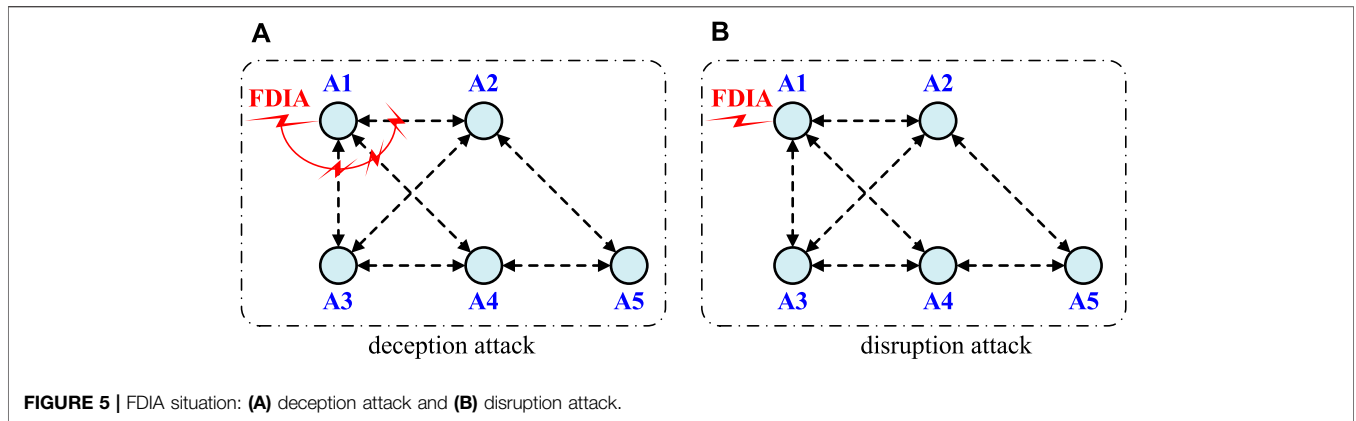 A
B
A1
A2
FDIA
A3
A4
A5
deception attack
A1
A2
FDIA
A3
A4
A5
disruption attack
FIGURE 5 | FDIA situation: (A) deception attack and (B) disruption attack.